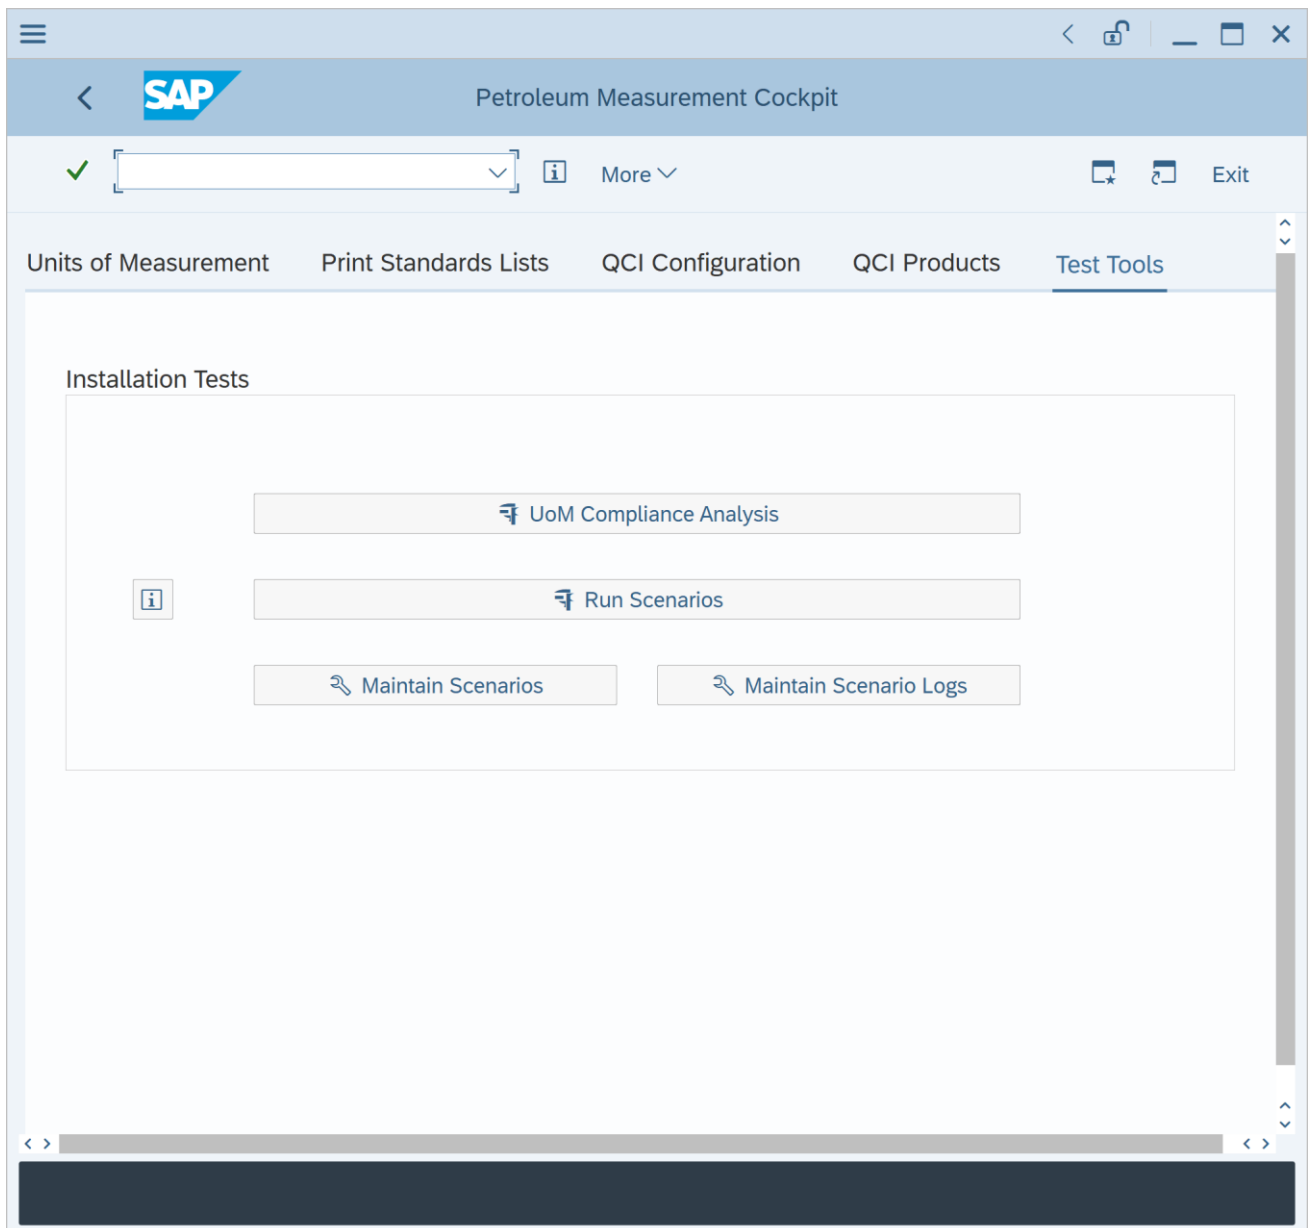 SAP
Petroleum Measurement Cockpit
More
Exit
Units of Measurement
Print Standards Lists
QCI Configuration
QCI Products
Test Tools
Installation Tests
UoM Compliance Analysis
Run Scenarios
Maintain Scenarios
Maintain Scenario Logs